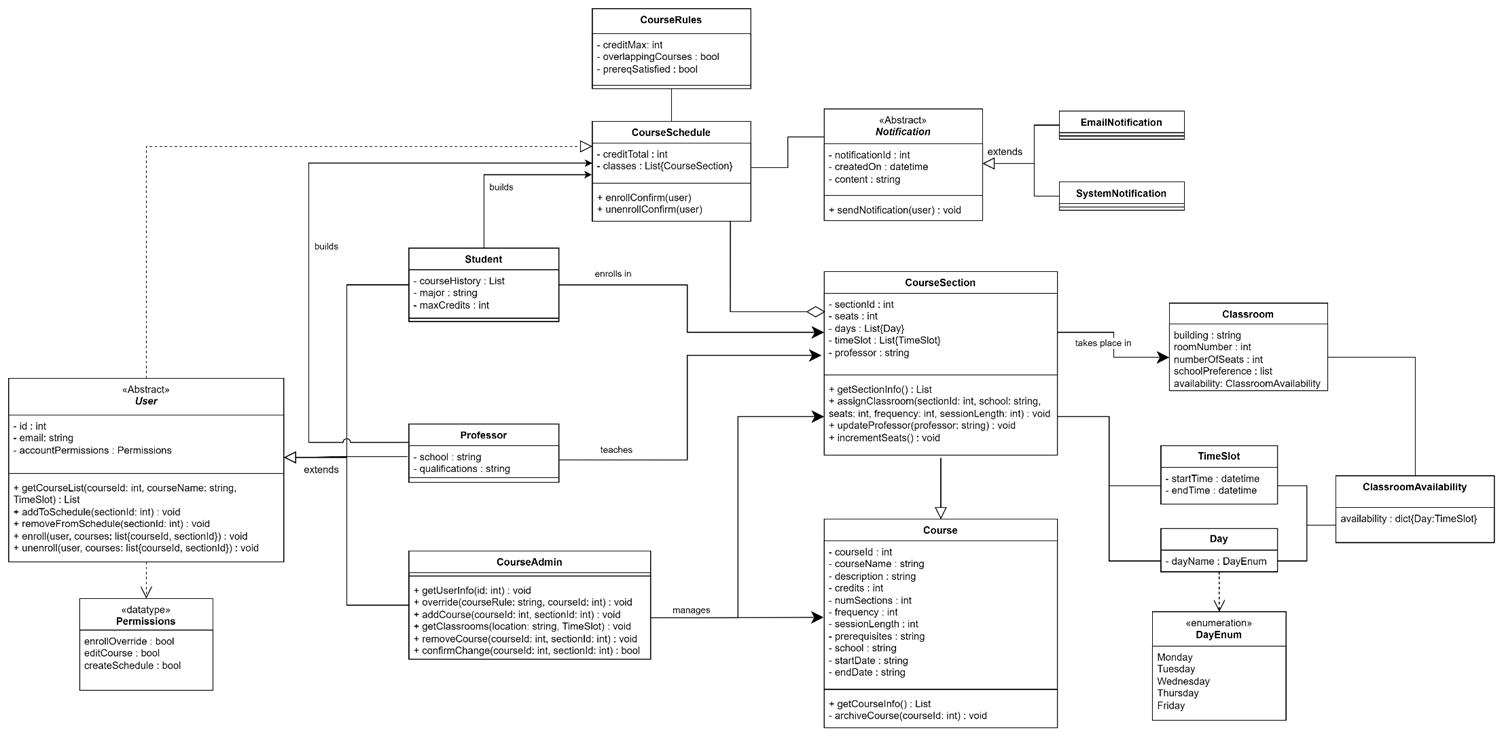 CourseRules
- creditMax: int
- overlappingCourses : bool
- prereqSatisfied : bool
CourseSchedule
- creditTotal : int
- classes : List{CourseSection}
+ enrollConfirm(user)
+ unenrollConfirm(user)
«Abstract»
Notification
- notificationId : int
- createdOn : datetime
- content : string
+ sendNotification(user) : void
extends
EmailNotification
SystemNotification
builds
builds
Student
- courseHistory : List
- major : string
- maxCredits : int
enrolls in
CourseSection
- sectionId : int
- seats : int
- days : List{Day}
- timeSlot : List{TimeSlot}
- professor : string
+ getSectionInfo() : List
+ assignClassroom(sectionId: int, school: string,
seats: int, frequency: int, sessionLength: int) : void
+ updateProfessor(professor: string) : void
+ incrementSeats() : void
takes place in
Classroom
building : string
roomNumber : int
numberOfSeats : int
schoolPreference : list
availability: ClassroomAvailability
«Abstract»
User
- id : int
- email: string
- accountPermissions : Permissions
+ getCourseList(courseId: int, courseName: string,
TimeSlot) : List
+ addToSchedule(sectionId: int) : void
+ removeFromSchedule(sectionId: int) : void
+ enroll(user, courses: list{courseId, sectionId}) : void
+ unenroll(user, courses: list{courseId, sectionId}) : void
extends
Professor
- school : string
- qualifications : string
teaches
TimeSlot
- startTime : datetime
- endTime : datetime
ClassroomAvailability
availability : dict{Day:TimeSlot}
Day
- dayName : DayEnum
CourseAdmin
+ getUserInfo(id: int) : void
+ override(courseRule: string, courseId: int) : void
+ addCourse(courseId: int, sectionId: int) : void
+ getClassrooms(location: string, TimeSlot) : void
+ removeCourse(courseId: int, sectionId: int) : void
+ confirmChange(courseId: int, sectionId: int) : bool
manages
Course
- courseId : int
- courseName : string
- description : string
- credits : int
- numSections : int
- frequency : int
- sessionLength : int
- prerequisites : string
- school : string
- startDate : string
- endDate : string
+ getCourseInfo() : List
- archiveCourse(courseId: int) : void
«datatype»
Permissions
enrollOverride : bool
editCourse : bool
createSchedule : bool
«enumeration»
DayEnum
Monday
Tuesday
Wednesday
Thursday
Friday